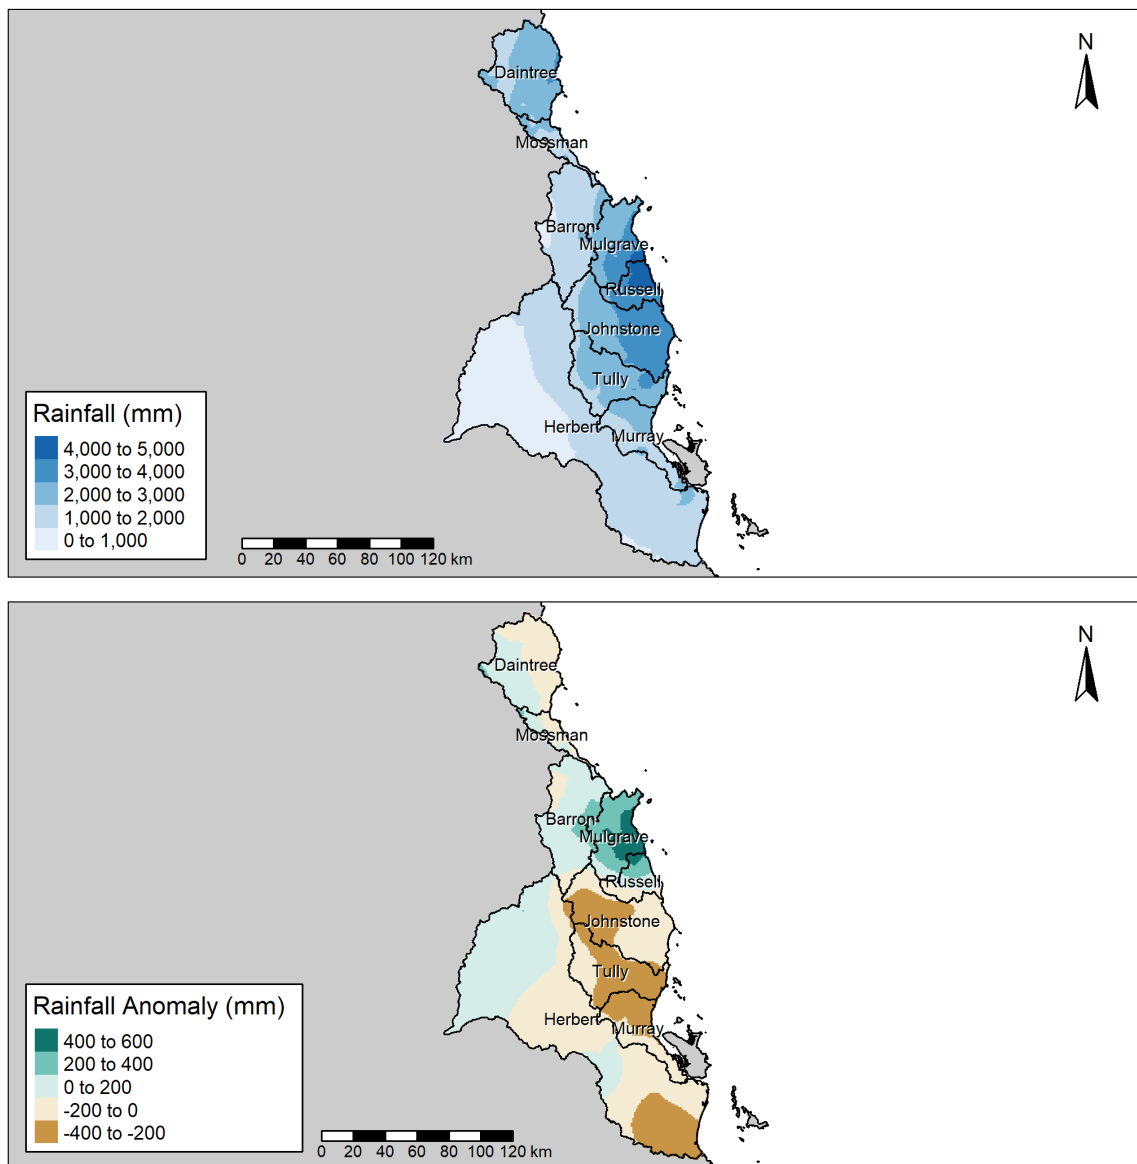 N
Daintree
Mossman
Barron
Mulgrave
Russell
Johnstone
Tully
Herbert
Murray
Rainfall (mm)
4,000 to 5,000
3,000 to 4,000
2,000 to 3,000
1,000 to 2,000
0 to 1,000
0 20 40 60 80 100 120 km
N
Daintree
Mossman
Barron
Mulgrave
Russell
Johnstone
Tully
Herbert
Murray
Rainfall Anomaly (mm)
400 to 600
200 to 400
0 to 200
-200 to 0
-400 to -200
0 20 40 60 80 100 120 km